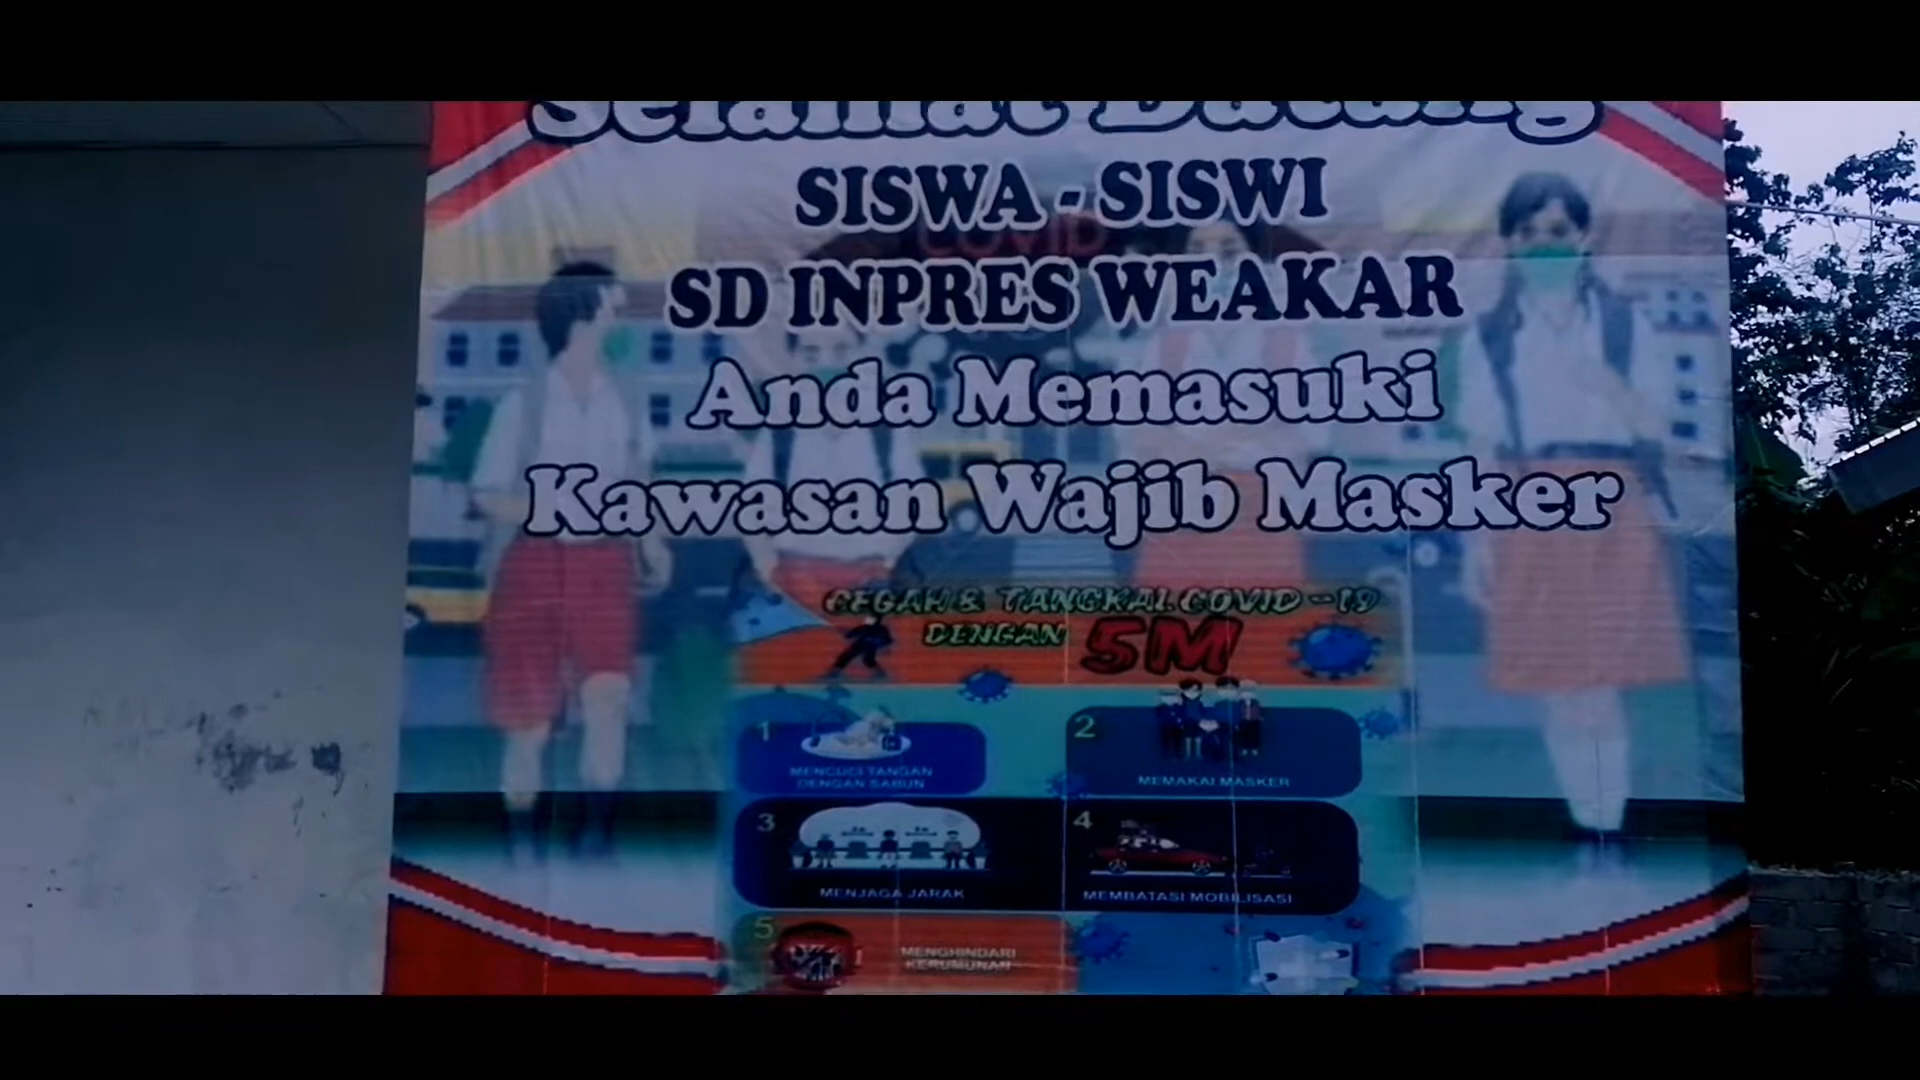 Selamat Datang
SISWA - SISWI
COVID
SD INPRES WEAKAR
Anda Memasuki
Kawasan Wajib Masker
CEGAH & TANGKAL COVID -19
DENGAN 5M
1
MENCUCI TANGAN
DENGAN SABUN
2
MEMAKAI MASKER
3
MENJAGA JARAK
4
MEMBATASI MOBILISASI
5
MENGHINDARI
KERUMUNAN